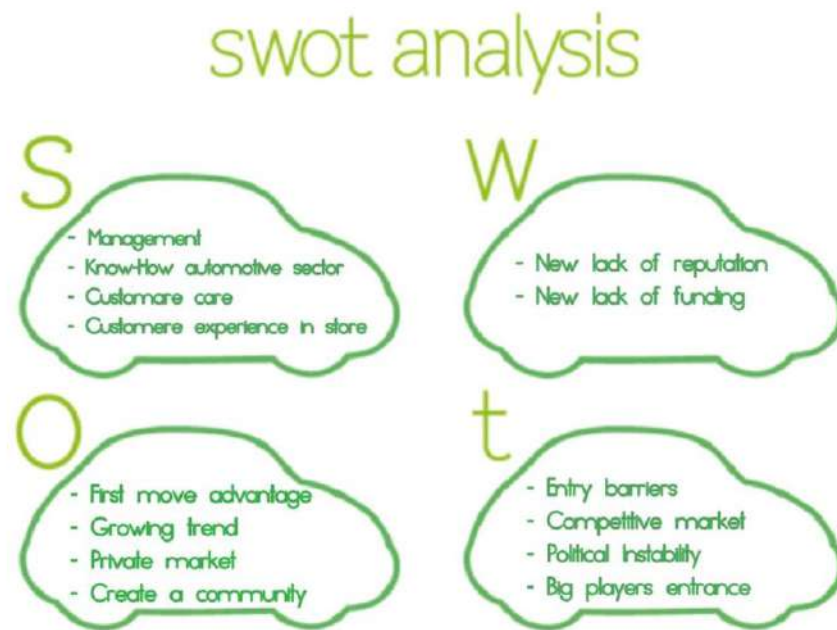 swot analysis
S
- Management
- Know-How automotive sector
- Customare care
- Customere experience in store
W
- New lack of reputation
- New lack of funding
O
- First move advantage
- Growing trend
- Private market
- Create a community
t
- Entry barriers
- Competitive market
- Political Instability
- Big players entrance